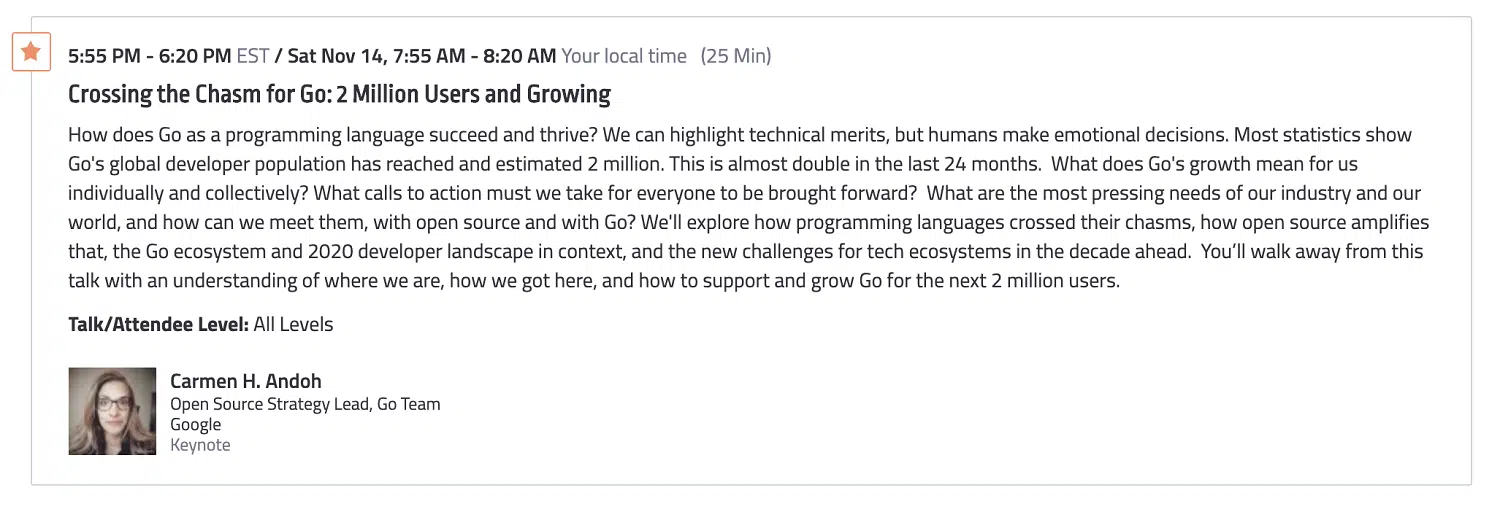 5:55 PM - 6:20 PM EST / Sat Nov 14, 7:55 AM - 8:20 AM Your local time (25 Min)
Crossing the Chasm for Go: 2 Million Users and Growing
How does Go as a programming language succeed and thrive? We can highlight technical merits, but humans make emotional decisions. Most statistics show
Go's global developer population has reached and estimated 2 million. This is almost double in the last 24 months.  What does Go's growth mean for us
individually and collectively? What calls to action must we take for everyone to be brought forward?  What are the most pressing needs of our industry and our
world, and how can we meet them, with open source and with Go? We'll explore how programming languages crossed their chasms, how open source amplifies
that, the Go ecosystem and 2020 developer landscape in context, and the new challenges for tech ecosystems in the decade ahead.  You’ll walk away from this
talk with an understanding of where we are, how we got here, and how to support and grow Go for the next 2 million users.
Talk/Attendee Level: All Levels
Carmen H. Andoh
Open Source Strategy Lead, Go Team
Google
Keynote